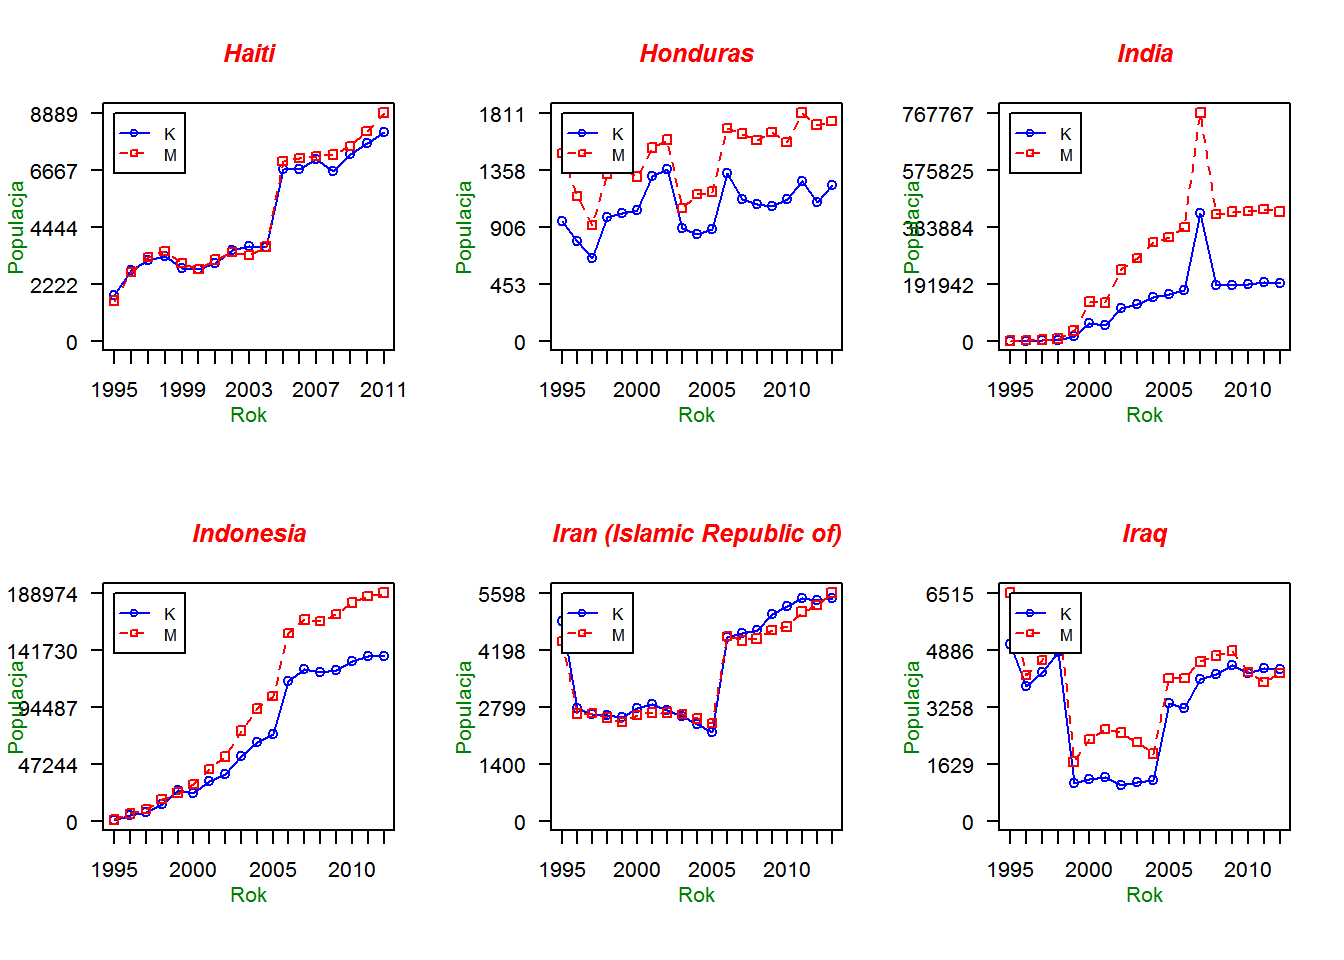 Haiti
Populacja
8889
6667
4444
2222
0
K
M
1995 1999 2003 2007 2011
Rok
Honduras
Populacja
1811
1358
906
453
0
K
M
1995 2000 2005 2010
Rok
India
Populacja
767767
575825
383884
191942
0
K
M
1995 2000 2005 2010
Rok
Indonesia
Populacja
188974
141730
94487
47244
0
K
M
1995 2000 2005 2010
Rok
Iran (Islamic Republic of)
Populacja
5598
4198
2799
1400
0
K
M
1995 2000 2005 2010
Rok
Iraq
Populacja
6515
4886
3258
1629
0
K
M
1995 2000 2005 2010
Rok